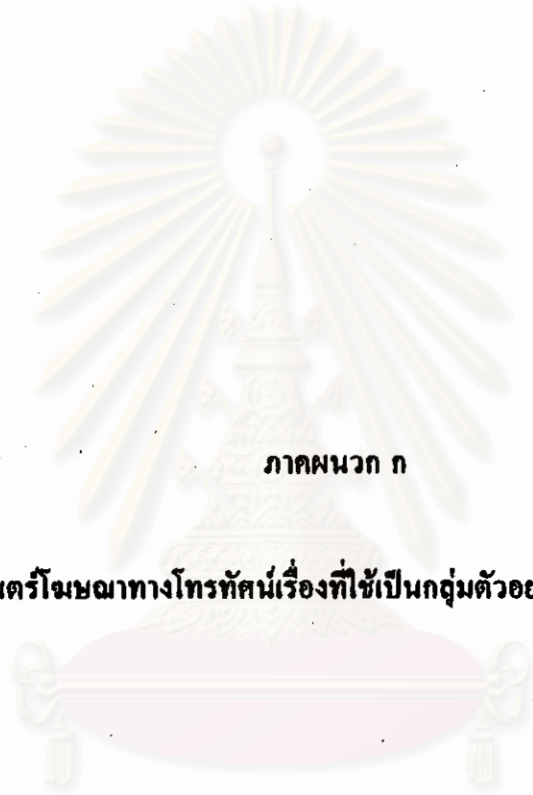 ภาคผนวก ก
นตร์โฆษณาทางโทรทัศน์เรื่องที่ใช้เป็นกลุ่มตัวอย